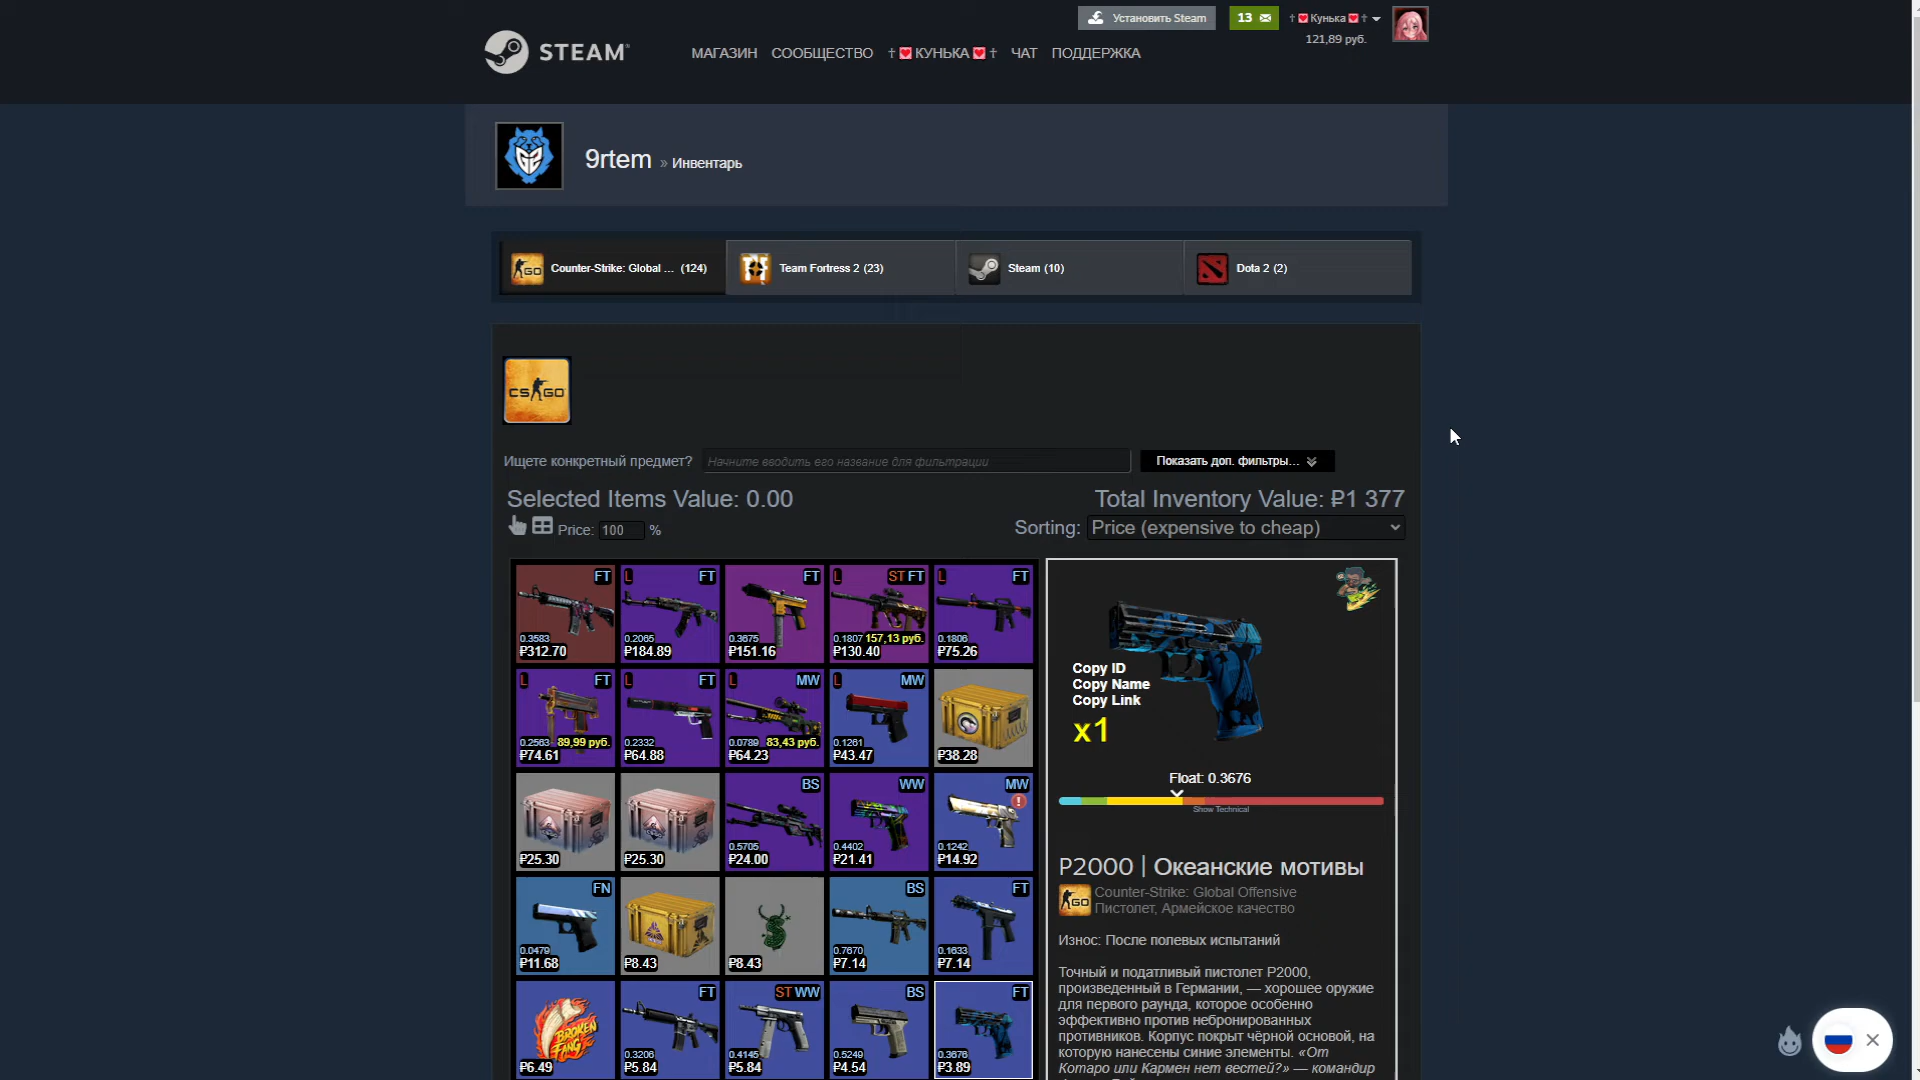 Установить Steam
13
†❤Кунька❤†
121,89 руб.
STEAM
МАГАЗИН СООБЩЕСТВО †❤КУНЬКА❤† ЧАТ ПОДДЕРЖКА
9rtem » Инвентарь
Counter-Strike: Global ... (124)
Team Fortress 2 (23)
Steam (10)
Dota 2 (2)
CS GO
Ищете конкретный предмет?
Начните вводить его название для фильтрации
Показать доп. фильтры...
Selected Items Value: 0.00
Total Inventory Value: ₽1 377
Price: 100 %
Sorting: Price (expensive to cheap)
FT
0.3583
₽312.70
L FT
0.2065
₽184.89
FT
0.3675
₽151.16
L ST FT
0.1807 157,13 руб.
₽130.40
L FT
0.1806
₽75.26
L FT
0.2563 89,99 руб.
₽74.61
L FT
0.2332
₽64.88
L MW
0.0789 83,43 руб.
₽64.23
L MW
0.1261
₽43.47
₽38.28
₽25.30
₽25.30
BS
0.5705
₽24.00
WW
0.4402
₽21.41
MW
0.1242
₽14.92
FN
0.0479
₽11.68
₽8.43
₽8.43
BS
0.7670
₽7.14
FT
0.1633
₽7.14
BROKEN
FANG
₽6.49
FT
0.3206
₽5.84
ST WW
0.4145
₽5.84
BS
0.5249
₽4.54
FT
0.3676
₽3.89
Copy ID
Copy Name
Copy Link
x1
Float: 0.3676
Show Technical
P2000 | Океанские мотивы
Counter-Strike: Global Offensive
Пистолет, Армейское качество
Износ: После полевых испытаний
Точный и податливый пистолет P2000,
произведенный в Германии, — хорошее оружие
для первого раунда, которое особенно
эффективно против небронированных
противников. Корпус покрыт чёрной основой, на
которую нанесены синие элементы. «От
Котаро или Кармен нет вестей?» — командир